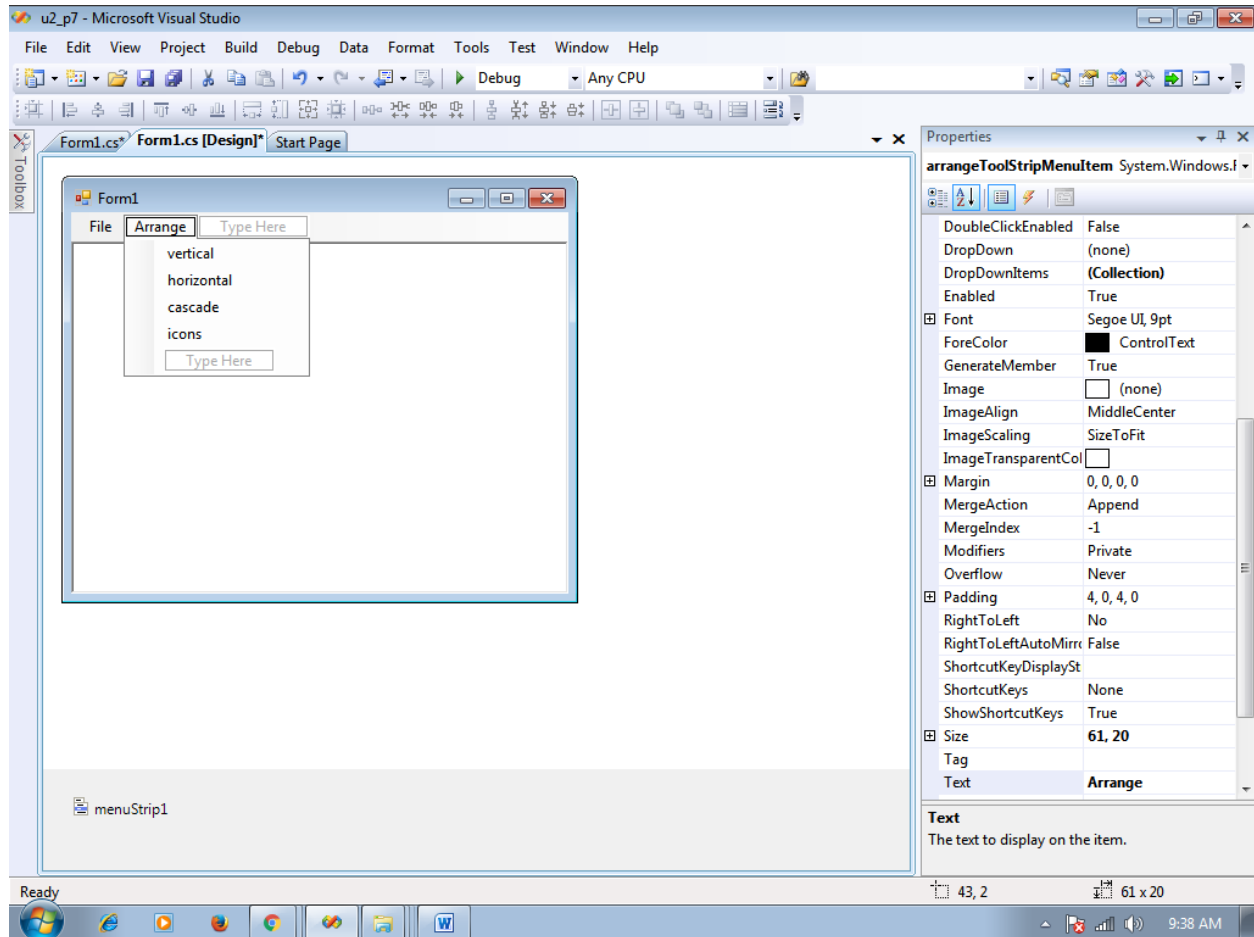 u2_p7 - Microsoft Visual Studio
File Edit View Project Build Debug Data Format Tools Test Window Help
Debug Any CPU
Toolbox
Form1.cs* Form1.cs [Design]* Start Page
Form1
File Arrange Type Here
vertical
horizontal
cascade
icons
Type Here
menuStrip1
Properties
arrangeToolStripMenuItem System.Windows.F
DoubleClickEnabled False
DropDown (none)
DropDownItems (Collection)
Enabled True
Font Segoe UI, 9pt
ForeColor ControlText
GenerateMember True
Image (none)
ImageAlign MiddleCenter
ImageScaling SizeToFit
ImageTransparentCol
Margin 0, 0, 0, 0
MergeAction Append
MergeIndex -1
Modifiers Private
Overflow Never
Padding 4, 0, 4, 0
RightToLeft No
RightToLeftAutoMirr False
ShortcutKeyDisplaySt
ShortcutKeys None
ShowShortcutKeys True
Size 61, 20
Tag
Text Arrange
Text
The text to display on the item.
Ready 43, 2 61 x 20
9:38 AM